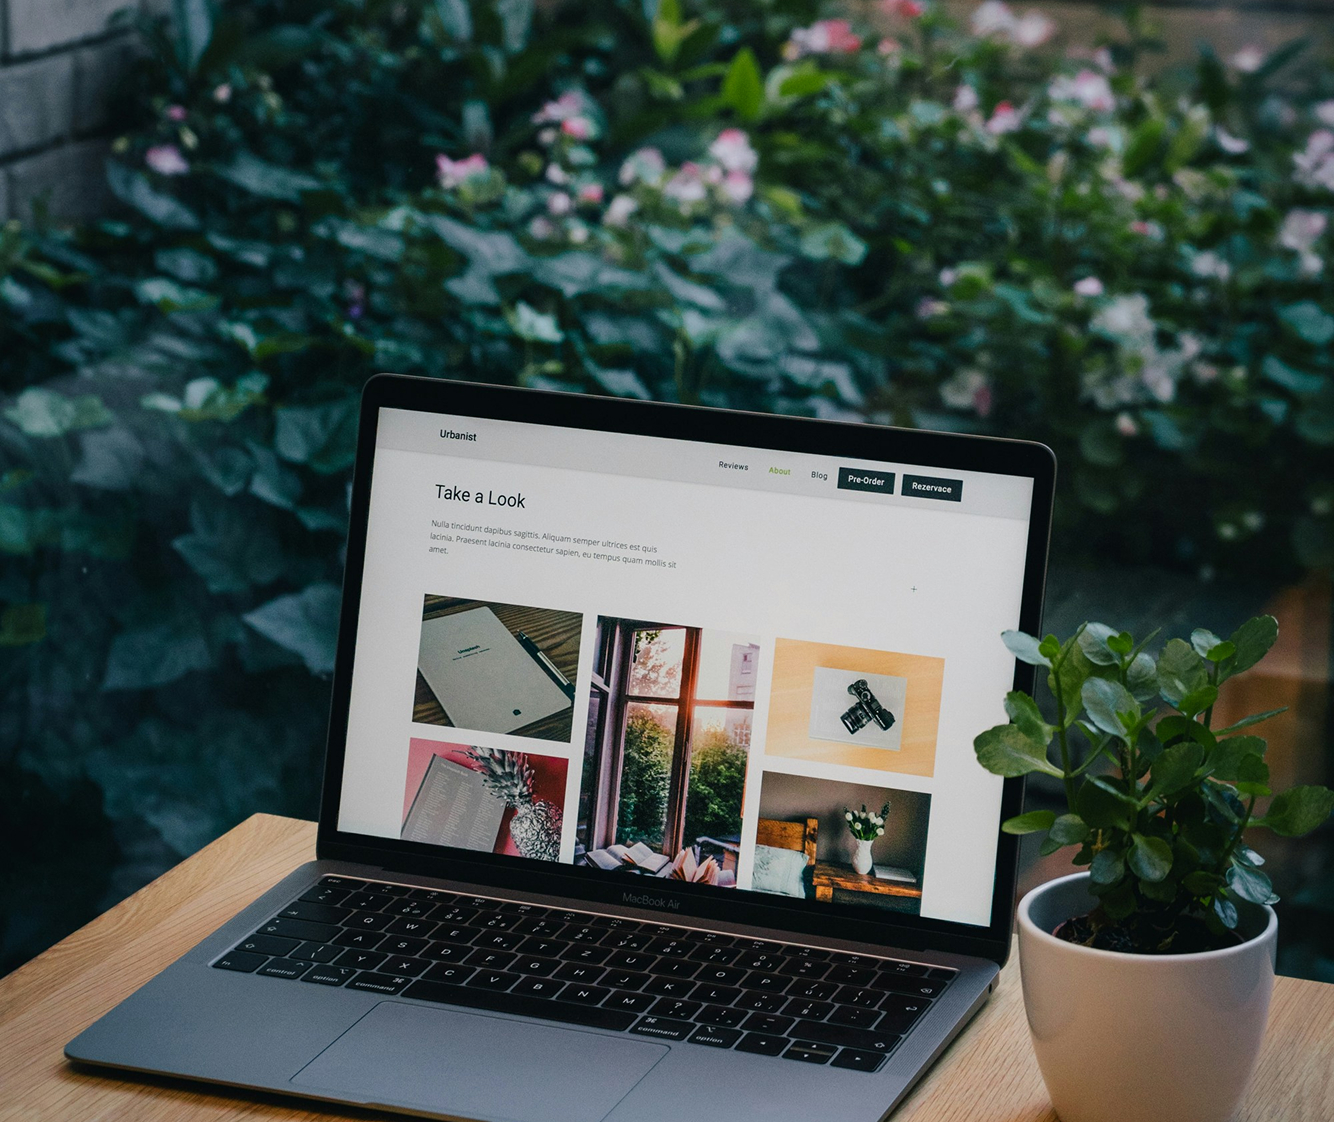 Urbanist
Reviews About Blog Pre-Order Rezervace
Take a Look
Nulla tincidunt dapibus sagittis. Aliquam semper ultrices est quis
lacinia. Praesent lacinia consectetur sapien, eu tempus quam mollis sit
amet.
MacBook Air
Q W E R T Z U I O P
A S D F G H J K L
Y X C V B N M
fn control option command command option